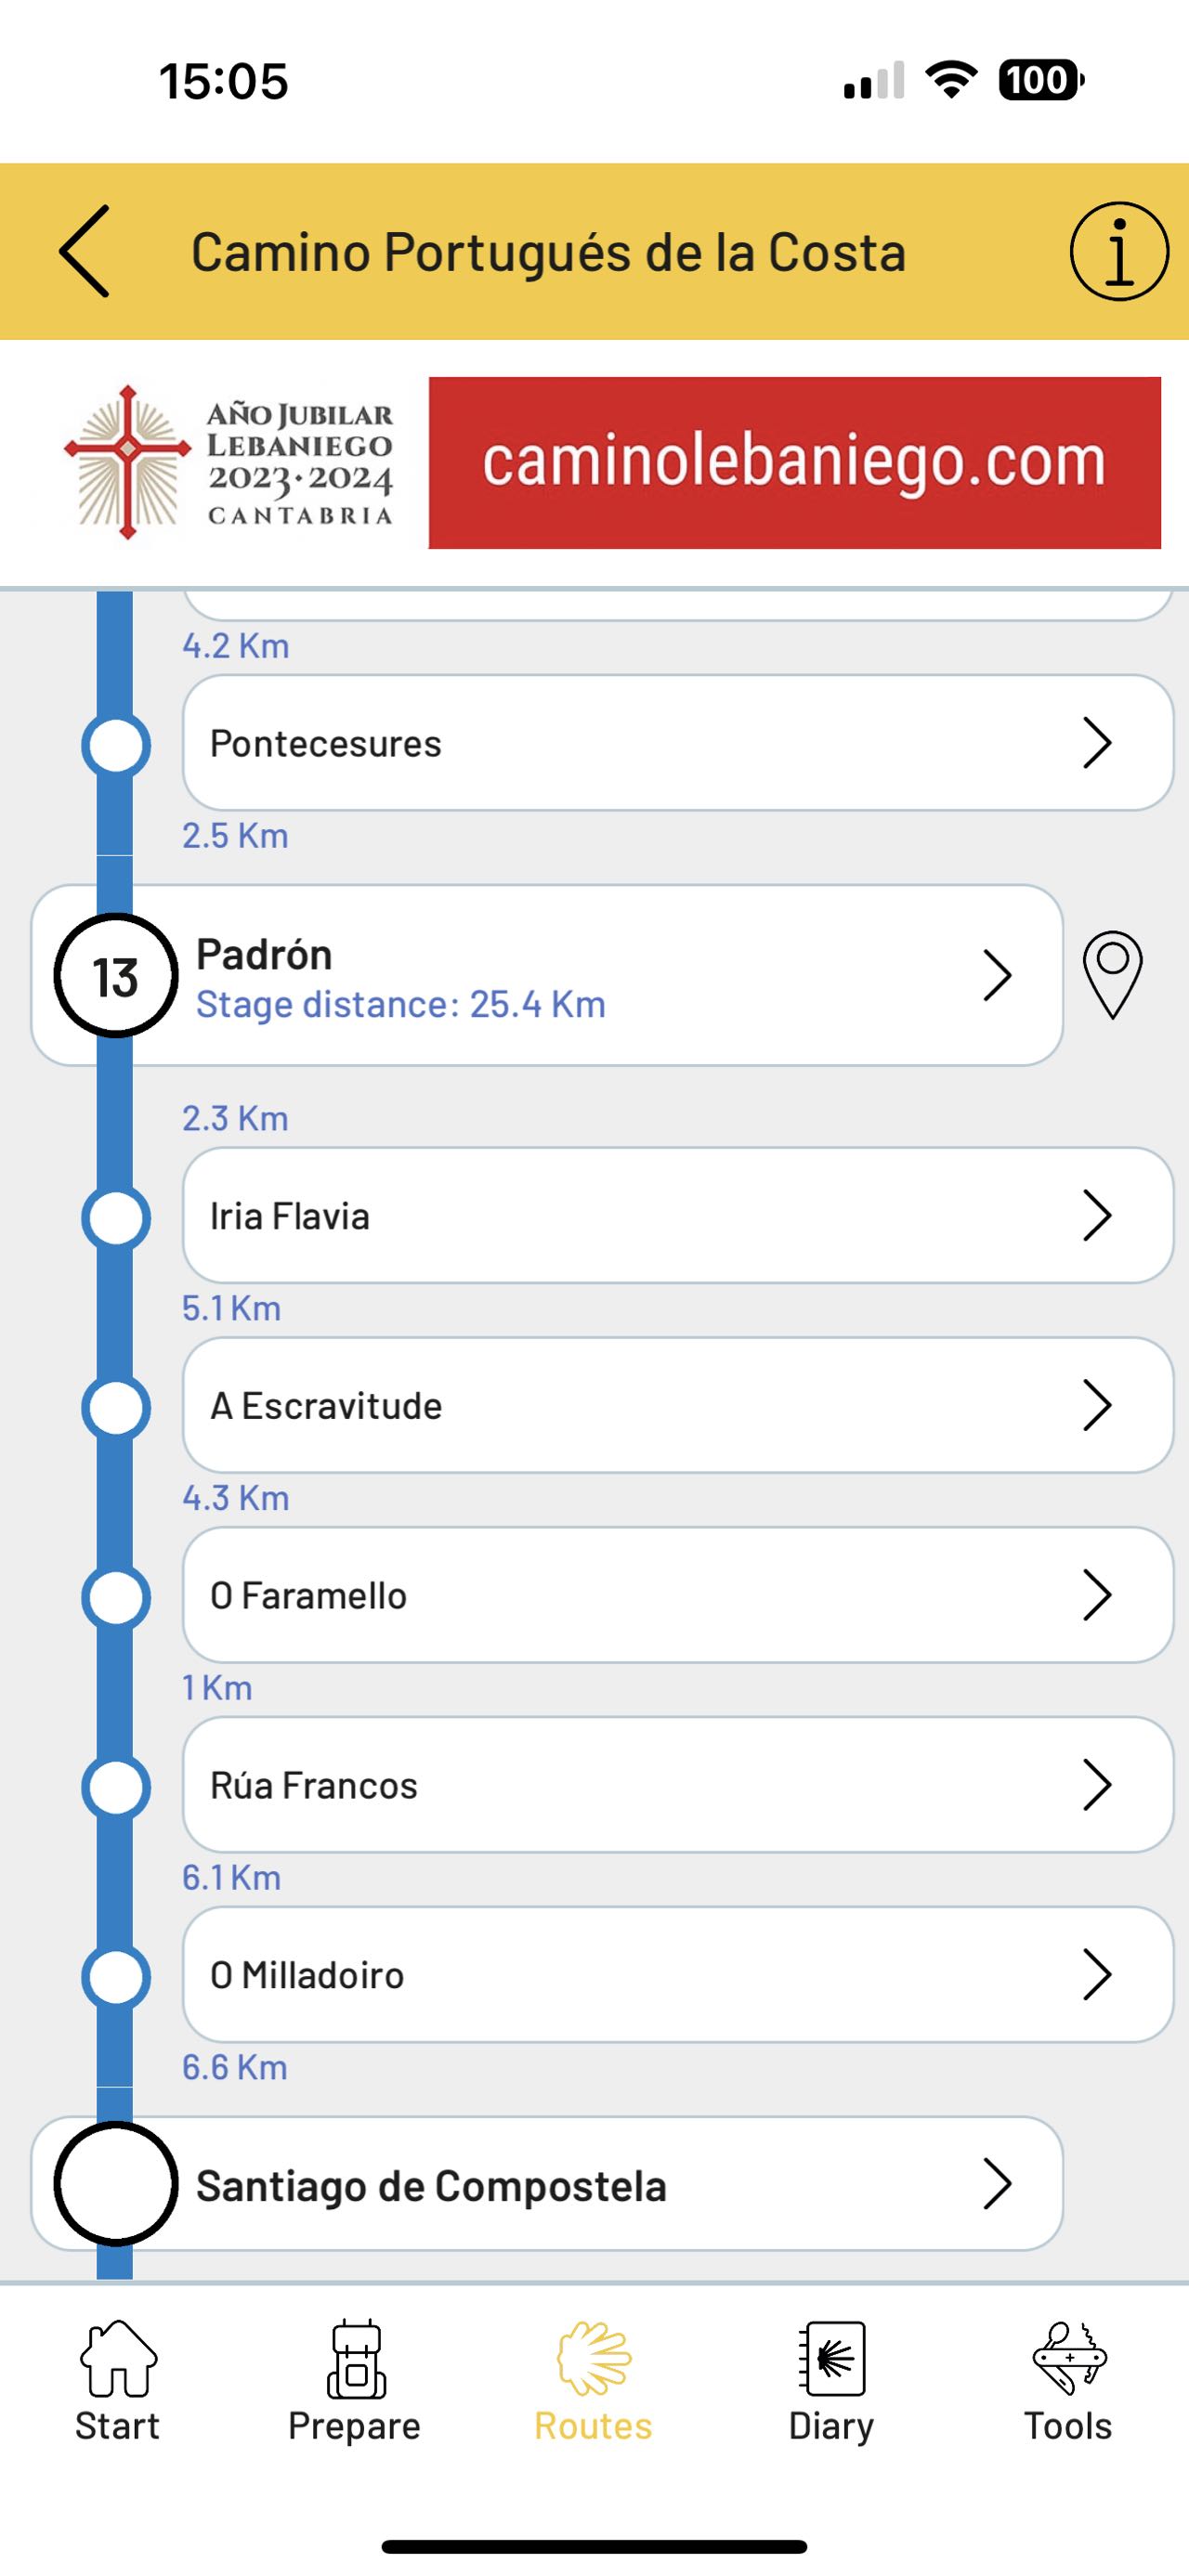 15:05
100
Camino Portugués de la Costa
i
AÑO JUBILAR
LEBANIEGO
2023·2024
CANTABRIA
caminolebaniego.com
4.2 Km
Pontecesures
2.5 Km
13
Padrón
Stage distance: 25.4 Km
2.3 Km
Iria Flavia
5.1 Km
A Escravitude
4.3 Km
O Faramello
1 Km
Rúa Francos
6.1 Km
O Milladoiro
6.6 Km
Santiago de Compostela
Start
Prepare
Routes
Diary
Tools